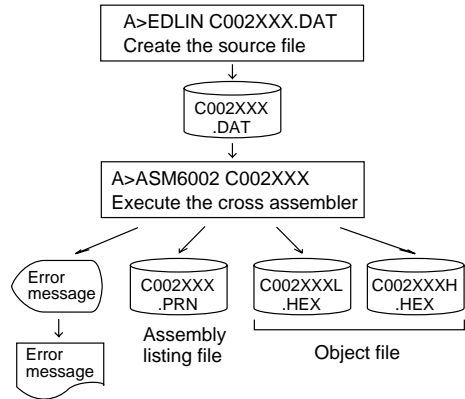 A>EDLIN C002XXX.DAT
Create the source file
C002XXX
.DAT
A>ASM6002 C002XXX
Execute the cross assembler
Error
message
C002XXX
.PRN
C002XXXL
.HEX
C002XXXH
.HEX
Assembly
listing file
Object file
Error
message